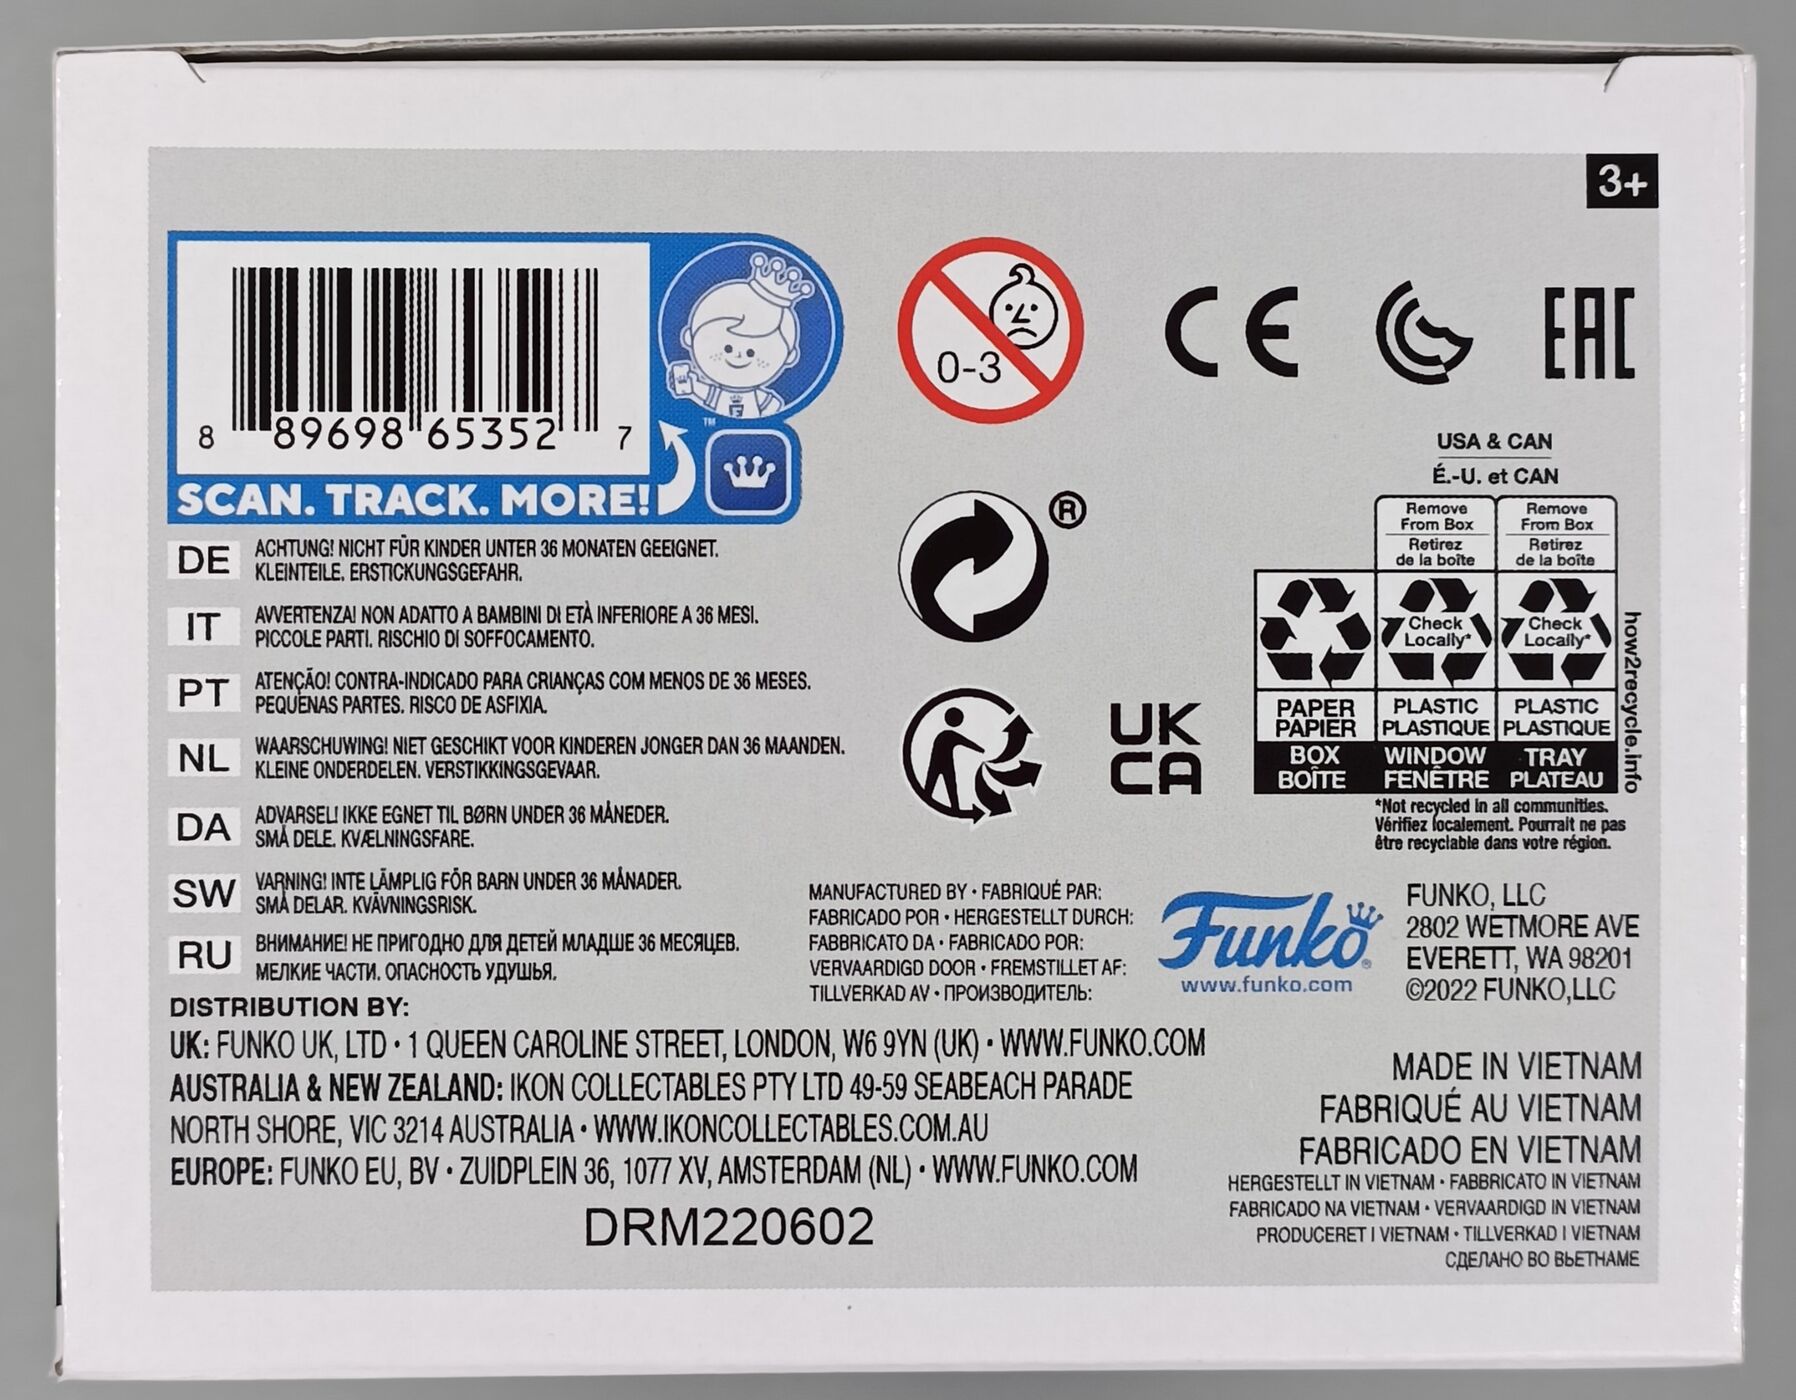 3+
8 89698 65352 7
SCAN. TRACK. MORE!
™
0-3
CE
EAC
®
UK
CA
USA & CAN
É.-U. et CAN
Remove
From Box
Retirez
de la boîte
Remove
From Box
Retirez
de la boîte
Check
Locally*
Check
Locally*
PAPER
PAPIER
PLASTIC
PLASTIQUE
PLASTIC
PLASTIQUE
BOX
BOÎTE
WINDOW
FENÊTRE
TRAY
PLATEAU
how2recycle.info
*Not recycled in all communities.
Vérifiez localement. Pourrait ne pas
être recyclable dans votre région.
DE ACHTUNG! NICHT FÜR KINDER UNTER 36 MONATEN GEEIGNET.
KLEINTEILE. ERSTICKUNGSGEFAHR.
IT AVVERTENZA! NON ADATTO A BAMBINI DI ETÀ INFERIORE A 36 MESI.
PICCOLE PARTI. RISCHIO DI SOFFOCAMENTO.
PT ATENÇÃO! CONTRA-INDICADO PARA CRIANÇAS COM MENOS DE 36 MESES.
PEQUENAS PARTES. RISCO DE ASFIXIA.
NL WAARSCHUWING! NIET GESCHIKT VOOR KINDEREN JONGER DAN 36 MAANDEN.
KLEINE ONDERDELEN. VERSTIKKINGSGEVAAR.
DA ADVARSEL! IKKE EGNET TIL BØRN UNDER 36 MÅNEDER.
SMÅ DELE. KVÆLNINGSFARE.
SW VARNING! INTE LÄMPLIG FÖR BARN UNDER 36 MÅNADER.
SMÅ DELAR. KVÄVNINGSRISK.
RU ВНИМАНИЕ! НЕ ПРИГОДНО ДЛЯ ДЕТЕЙ МЛАДШЕ 36 МЕСЯЦЕВ.
МЕЛКИЕ ЧАСТИ. ОПАСНОСТЬ УДУШЬЯ.
MANUFACTURED BY • FABRIQUÉ PAR:
FABRICADO POR • HERGESTELLT DURCH:
FABBRICATO DA • FABRICADO POR:
VERVAARDIGD DOOR • FREMSTILLET AF:
TILLVERKAD AV • ПРОИЗВОДИТЕЛЬ:
Funko®
www.funko.com
FUNKO, LLC
2802 WETMORE AVE
EVERETT, WA 98201
©2022 FUNKO,LLC
DISTRIBUTION BY:
UK: FUNKO UK, LTD • 1 QUEEN CAROLINE STREET, LONDON, W6 9YN (UK) • WWW.FUNKO.COM
AUSTRALIA & NEW ZEALAND: IKON COLLECTABLES PTY LTD 49-59 SEABEACH PARADE
NORTH SHORE, VIC 3214 AUSTRALIA • WWW.IKONCOLLECTABLES.COM.AU
EUROPE: FUNKO EU, BV • ZUIDPLEIN 36, 1077 XV, AMSTERDAM (NL) • WWW.FUNKO.COM
DRM220602
MADE IN VIETNAM
FABRIQUÉ AU VIETNAM
FABRICADO EN VIETNAM
HERGESTELLT IN VIETNAM • FABBRICATO IN VIETNAM
FABRICADO NA VIETNAM • VERVAARDIGD IN VIETNAM
PRODUCERET I VIETNAM • TILLVERKAD I VIETNAM
СДЕЛАНО ВО ВЬЕТНАМЕ